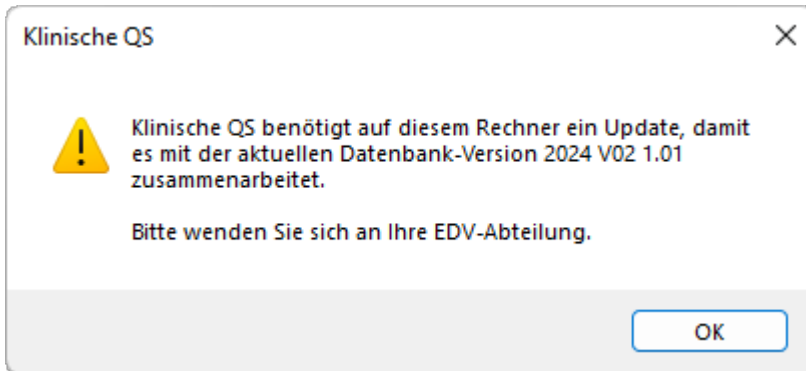 Klinische QS
Klinische QS benötigt auf diesem Rechner ein Update, damit
es mit der aktuellen Datenbank-Version 2024 V02 1.01
zusammenarbeitet.
Bitte wenden Sie sich an Ihre EDV-Abteilung.
OK